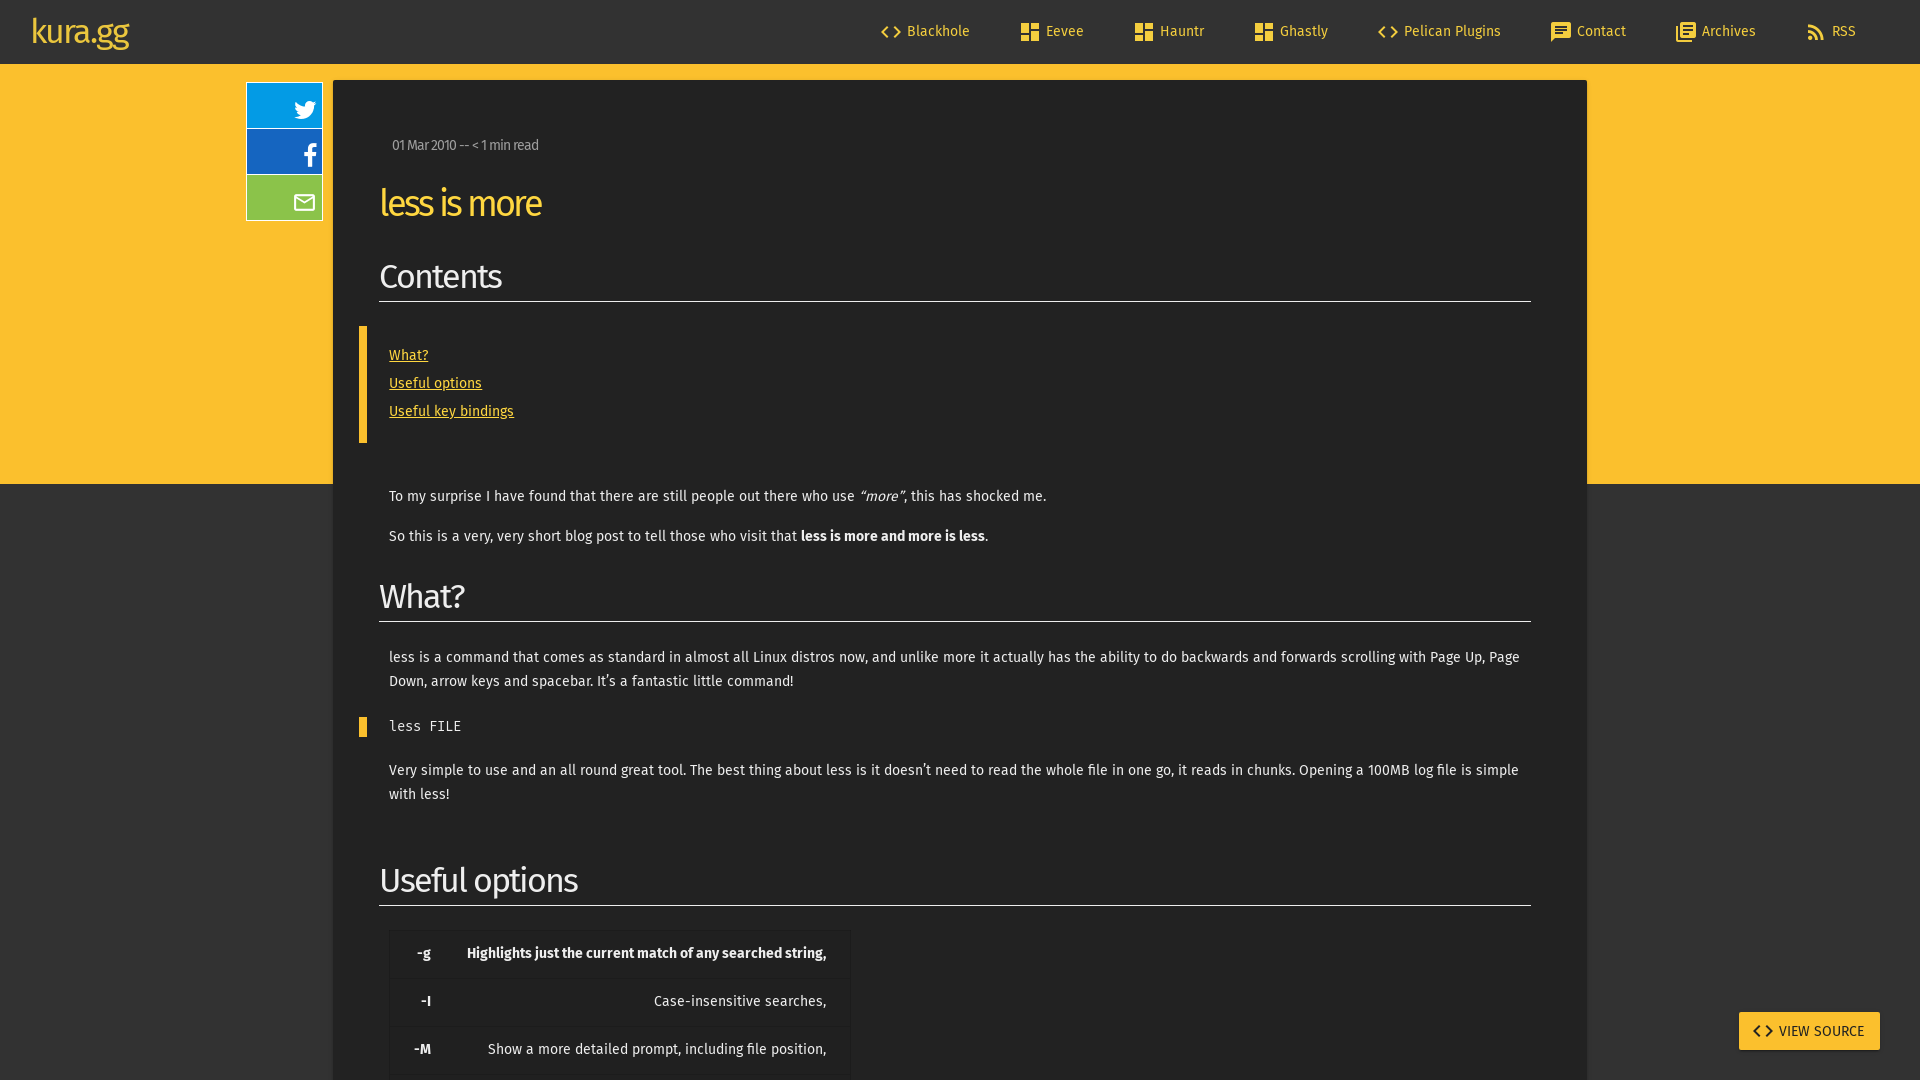 kura.gg
Blackhole
Eevee
Hauntr
Ghastly
Pelican Plugins
Contact
Archives
RSS
01 Mar 2010 -- < 1 min read
less is more
Contents
What?
Useful options
Useful key bindings
To my surprise I have found that there are still people out there who use “more”, this has shocked me.
So this is a very, very short blog post to tell those who visit that less is more and more is less.
What?
less is a command that comes as standard in almost all Linux distros now, and unlike more it actually has the ability to do backwards and forwards scrolling with Page Up, Page
Down, arrow keys and spacebar. It’s a fantastic little command!
less FILE
Very simple to use and an all round great tool. The best thing about less is it doesn’t need to read the whole file in one go, it reads in chunks. Opening a 100MB log file is simple
with less!
Useful options
-g Highlights just the current match of any searched string,
-I Case-insensitive searches,
-M Show a more detailed prompt, including file position,
VIEW SOURCE